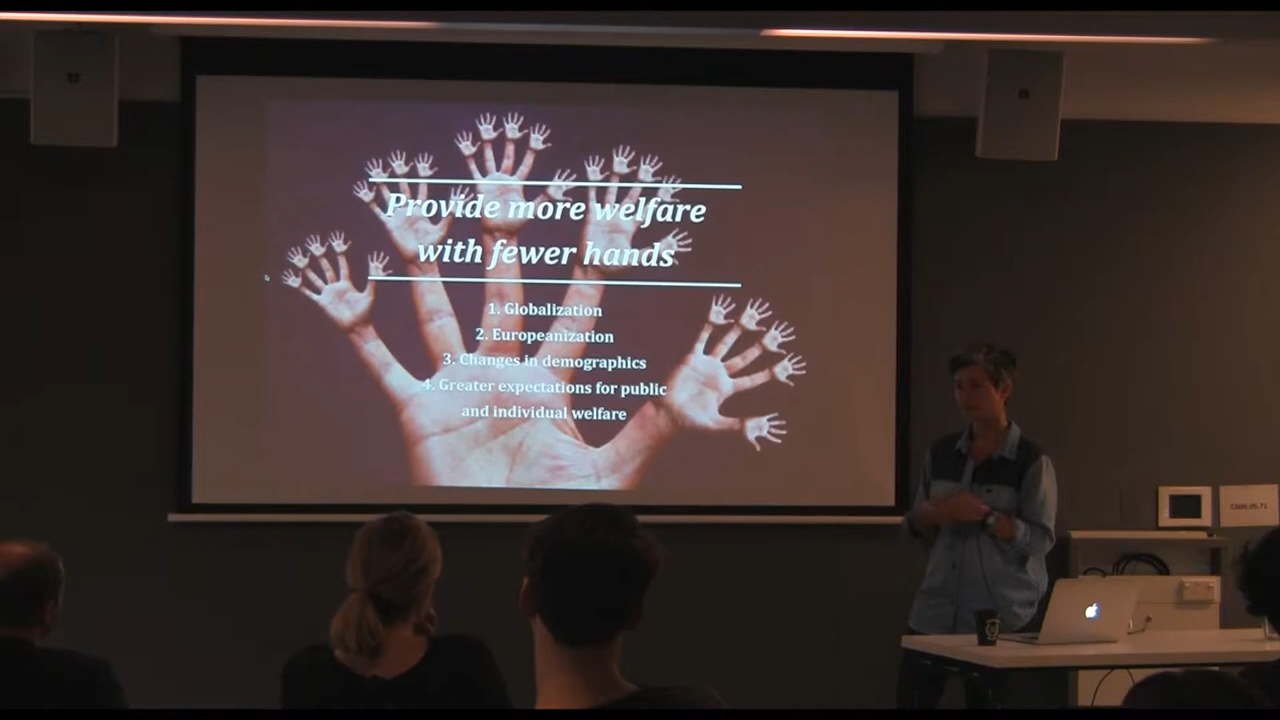 Provide more welfare
with fewer hands
1. Globalization
2. Europeanization
3. Changes in demographics
4. Greater expectations for public
and individual welfare